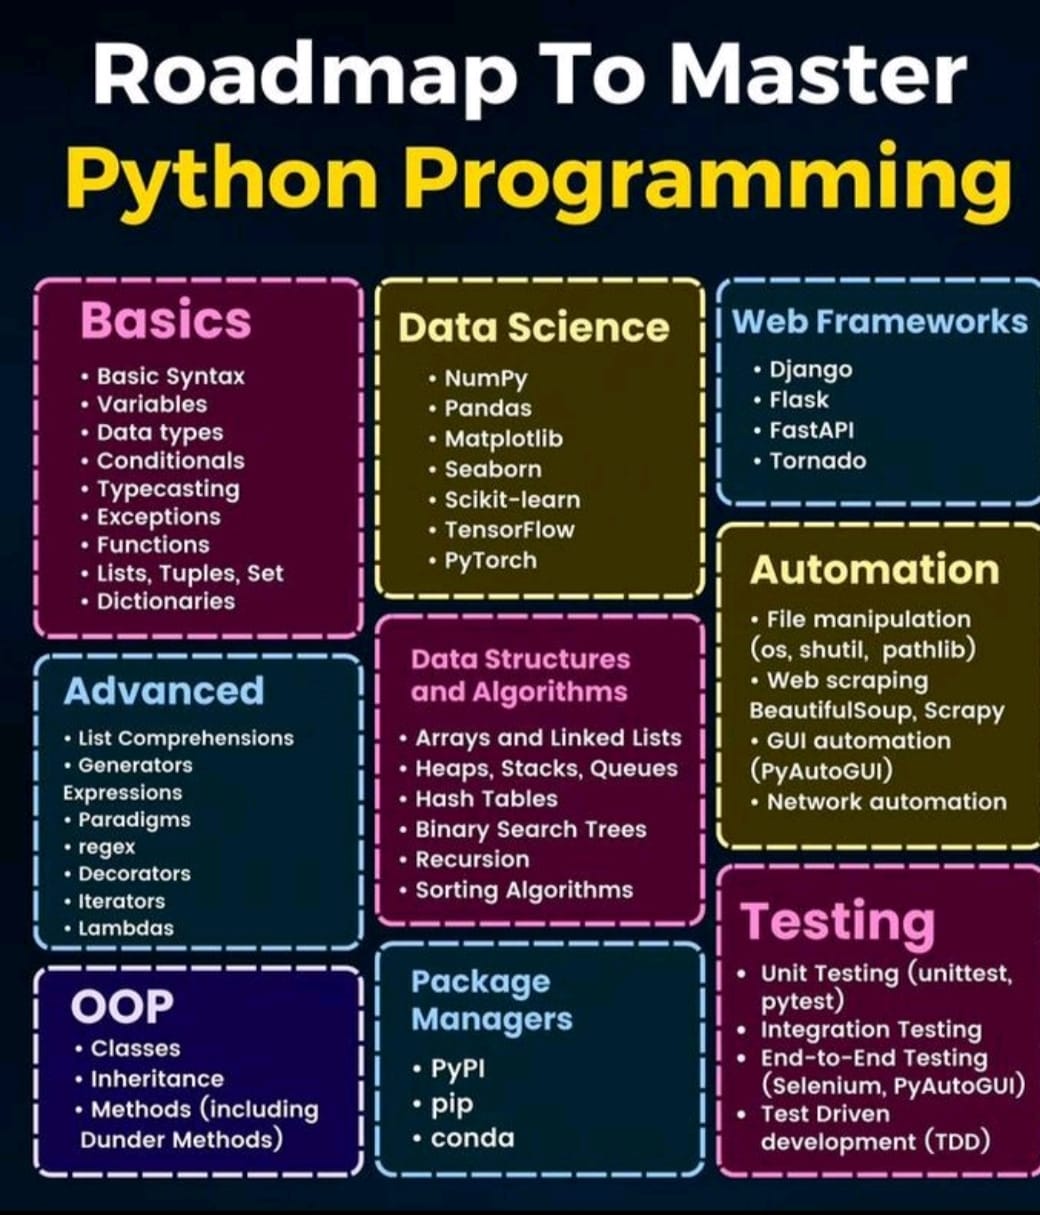 Roadmap To Master
Python Programming
Basics
• Basic Syntax
• Variables
• Data types
• Conditionals
• Typecasting
• Exceptions
• Functions
• Lists, Tuples, Set
• Dictionaries
Advanced
• List Comprehensions
• Generators
Expressions
• Paradigms
• regex
• Decorators
• Iterators
• Lambdas
OOP
• Classes
• Inheritance
• Methods (including
Dunder Methods)
Data Science
• NumPy
• Pandas
• Matplotlib
• Seaborn
• Scikit-learn
• TensorFlow
• PyTorch
Data Structures
and Algorithms
• Arrays and Linked Lists
• Heaps, Stacks, Queues
• Hash Tables
• Binary Search Trees
• Recursion
• Sorting Algorithms
Package
Managers
• PyPI
• pip
• conda
Web Frameworks
• Django
• Flask
• FastAPI
• Tornado
Automation
• File manipulation
(os, shutil, pathlib)
• Web scraping
BeautifulSoup, Scrapy
• GUI automation
(PyAutoGUI)
• Network automation
Testing
• Unit Testing (unittest,
pytest)
• Integration Testing
• End-to-End Testing
(Selenium, PyAutoGUI)
• Test Driven
development (TDD)